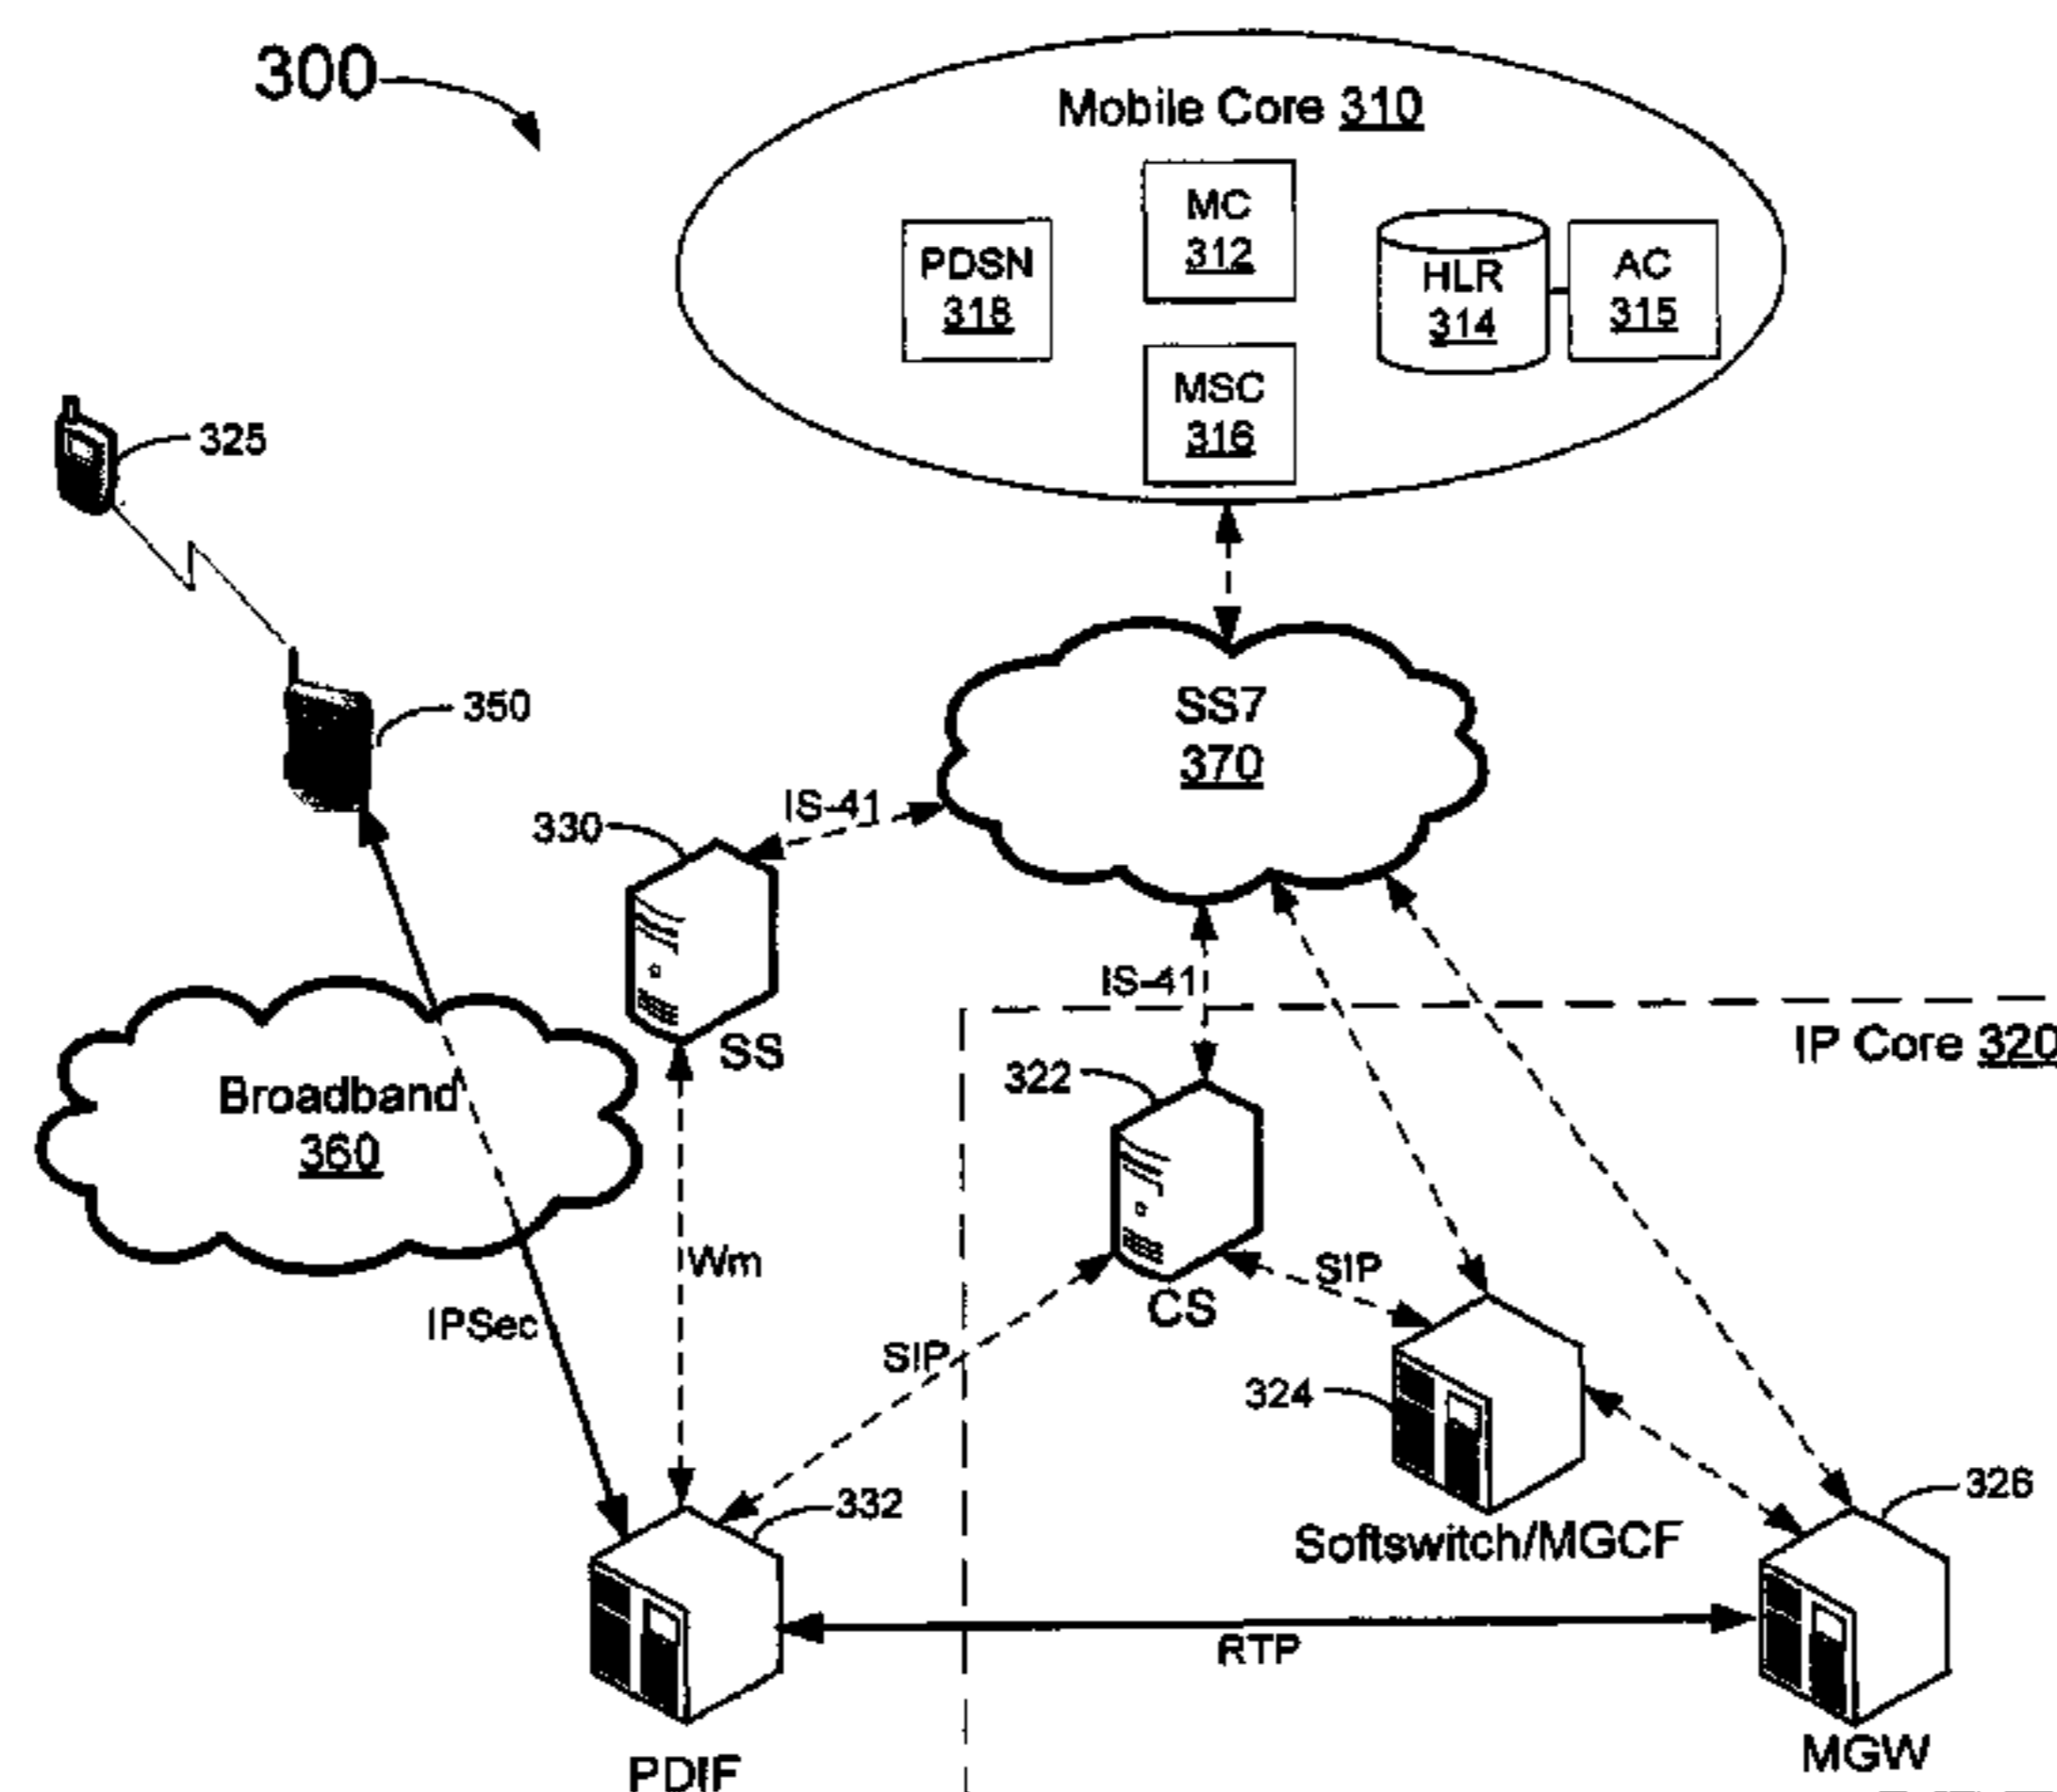 300
Mobile Core 310
MC
312
PDSN
318
HLR
314
AC
315
MSC
316
325
350
SS7
370
IS-41
330
SS
IS-41
IP Core 320
Broadband
360
322
CS
Wm
SIP
SIP
IPSec
324
Softswitch/MGCF
332
326
RTP
PDIF
MGW